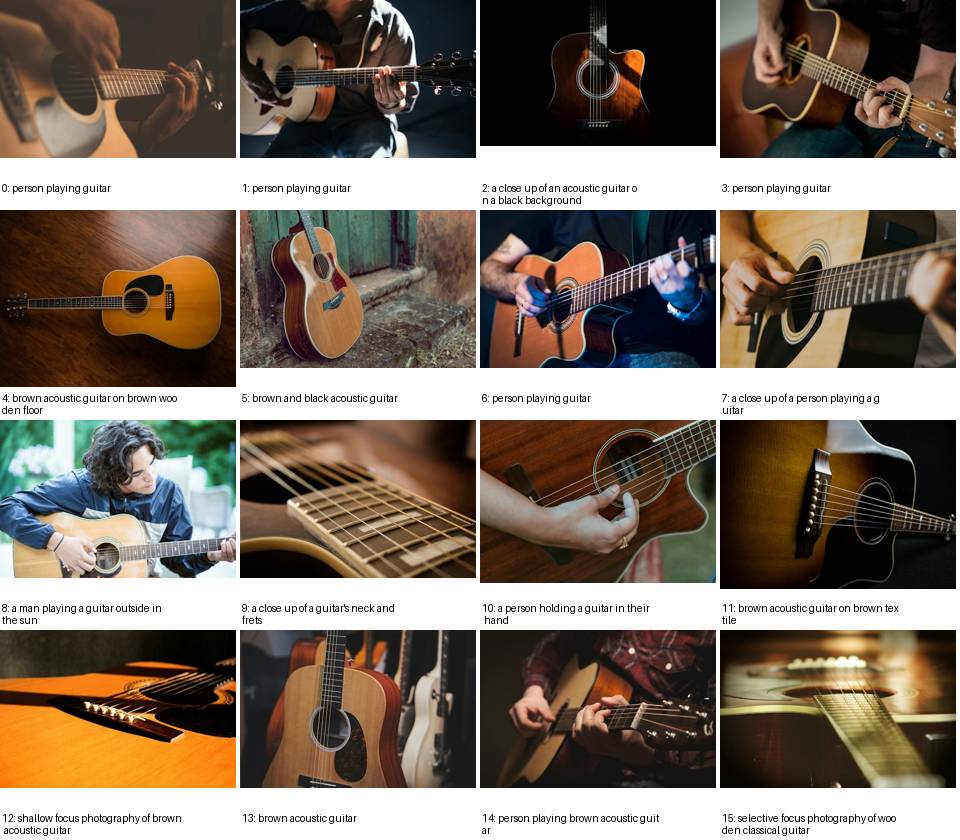 0: person playing guitar
1: person playing guitar
2: a close up of an acoustic guitar o
n a black background
3: person playing guitar
4: brown acoustic guitar on brown woo
den floor
5: brown and black acoustic guitar
6: person playing guitar
7: a close up of a person playing a g
uitar
8: a man playing a guitar outside in
the sun
9: a close up of a guitar's neck and
frets
10: a person holding a guitar in their
hand
11: brown acoustic guitar on brown tex
tile
12: shallow focus photography of brown
acoustic guitar
13: brown acoustic guitar
14: person playing brown acoustic guit
ar
15: selective focus photography of woo
den classical guitar